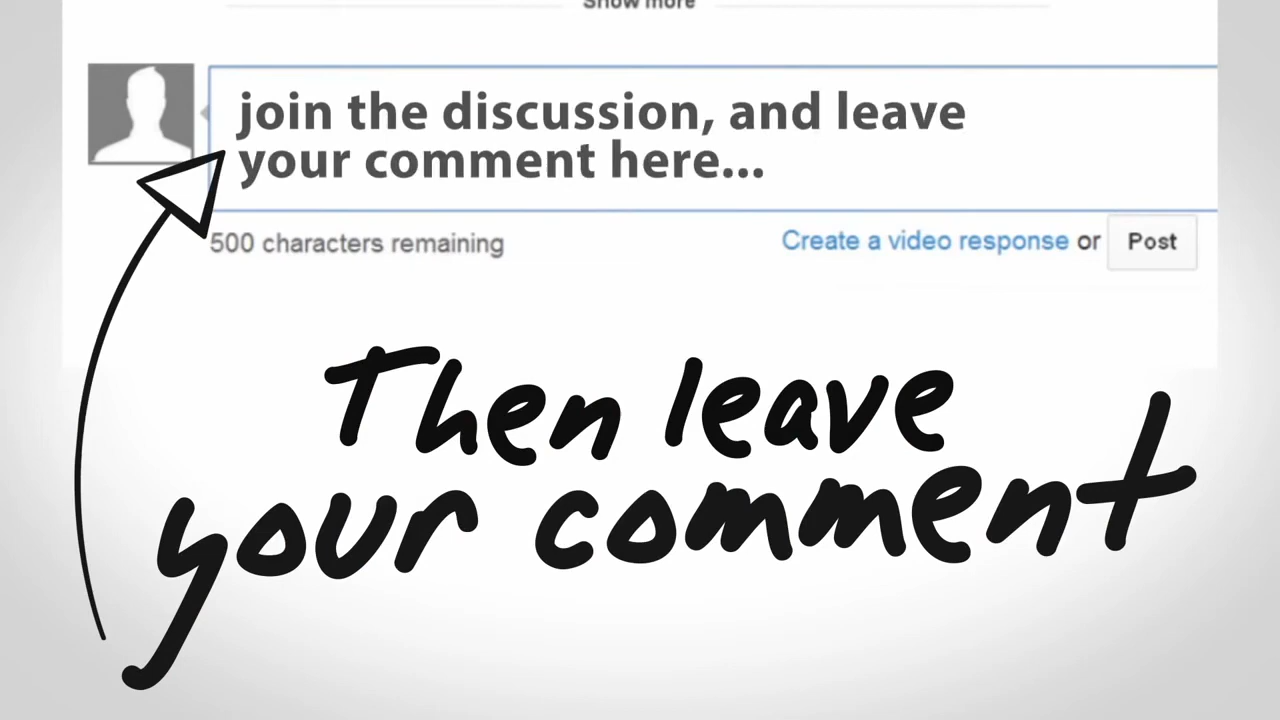 Show more
join the discussion, and leave
your comment here...
500 characters remaining
Create a video response or Post
Then leave
your comment